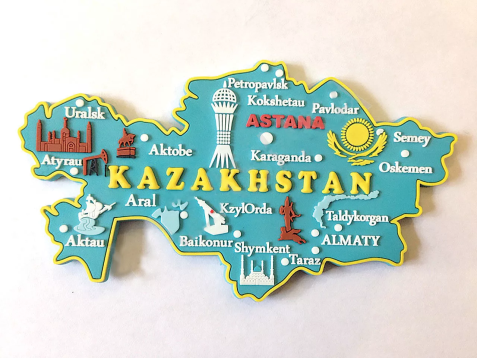 Petropavlsk
Kokshetau
Pavlodar
Uralsk
ASTANA
Semey
Aktobe
Karaganda
Atyrau
Oskemen
KAZAKHSTAN
Aral
KzylOrda
Taldykorgan
Aktau
Baikonur
Shymkent
ALMATY
Taraz